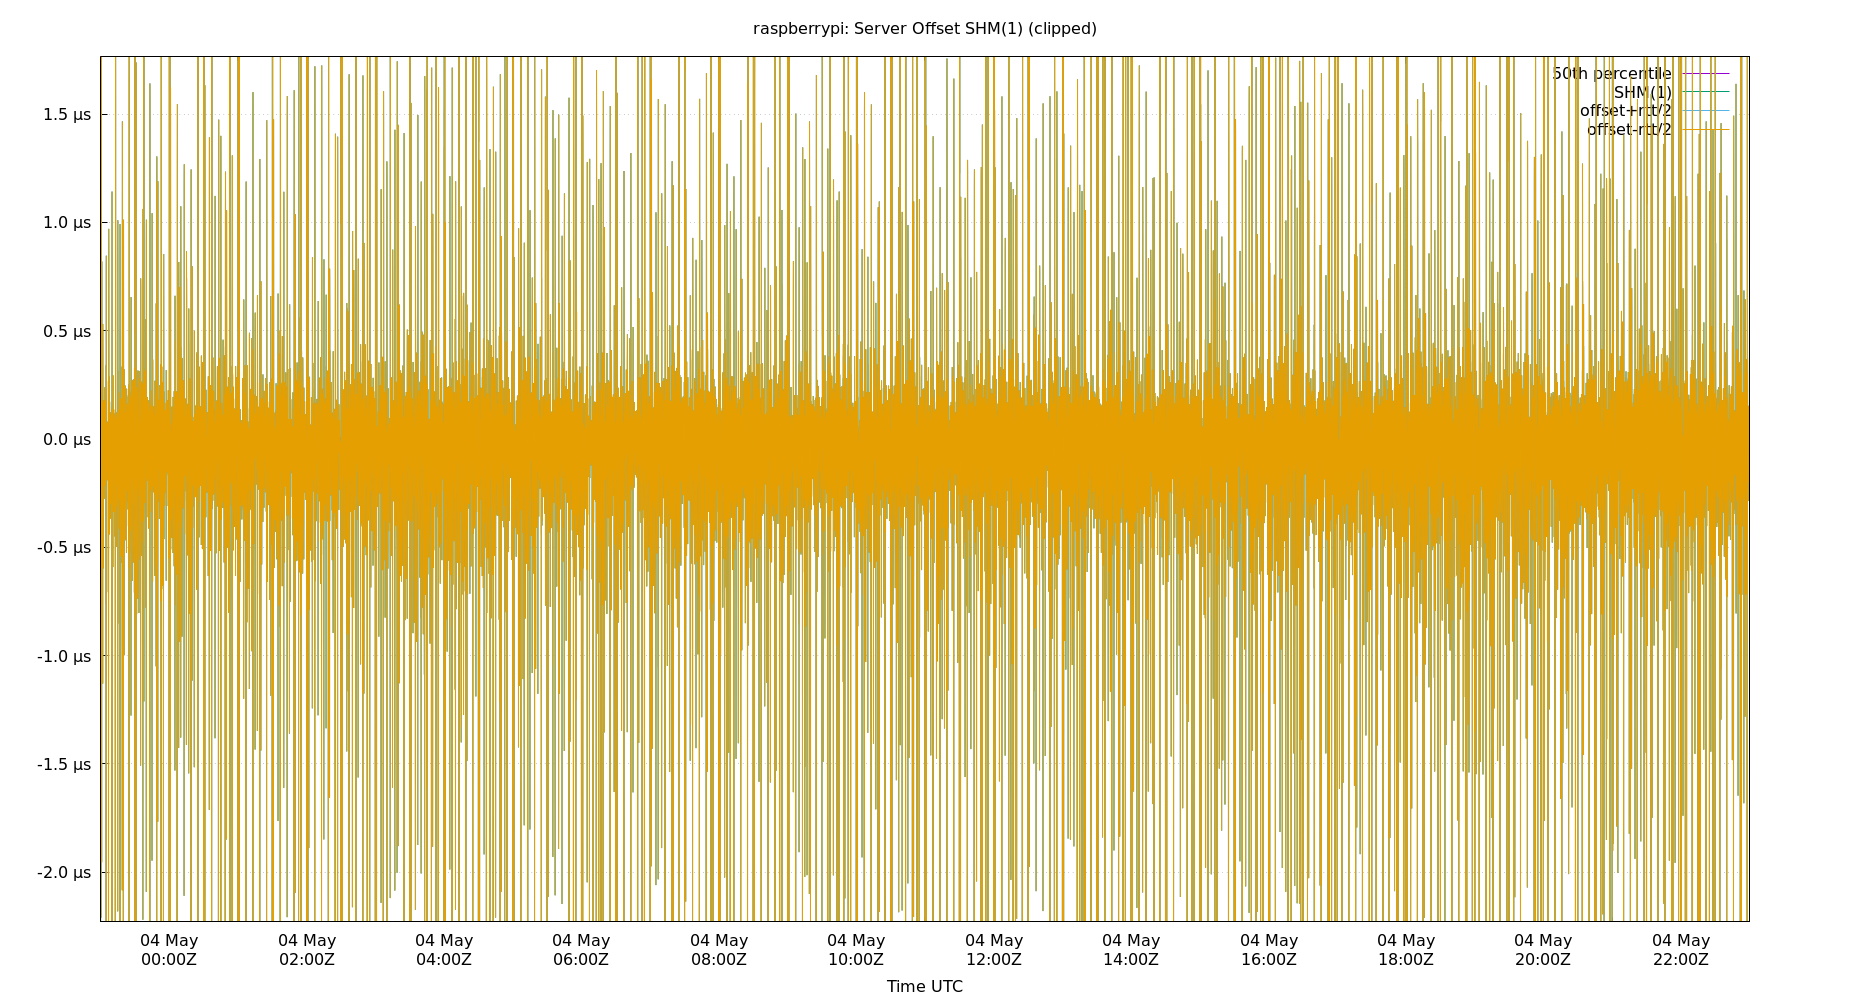 raspberrypi: Server Offset SHM(1) (clipped)
50th percentile
SHM(1)
offset+rtt/2
offset-rtt/2
1.5 µs
1.0 µs
0.5 µs
0.0 µs
-0.5 µs
-1.0 µs
-1.5 µs
-2.0 µs
04 May 04 May 04 May 04 May 04 May 04 May 04 May 04 May 04 May 04 May 04 May 04 May
00:00Z 02:00Z 04:00Z 06:00Z 08:00Z 10:00Z 12:00Z 14:00Z 16:00Z 18:00Z 20:00Z 22:00Z
Time UTC